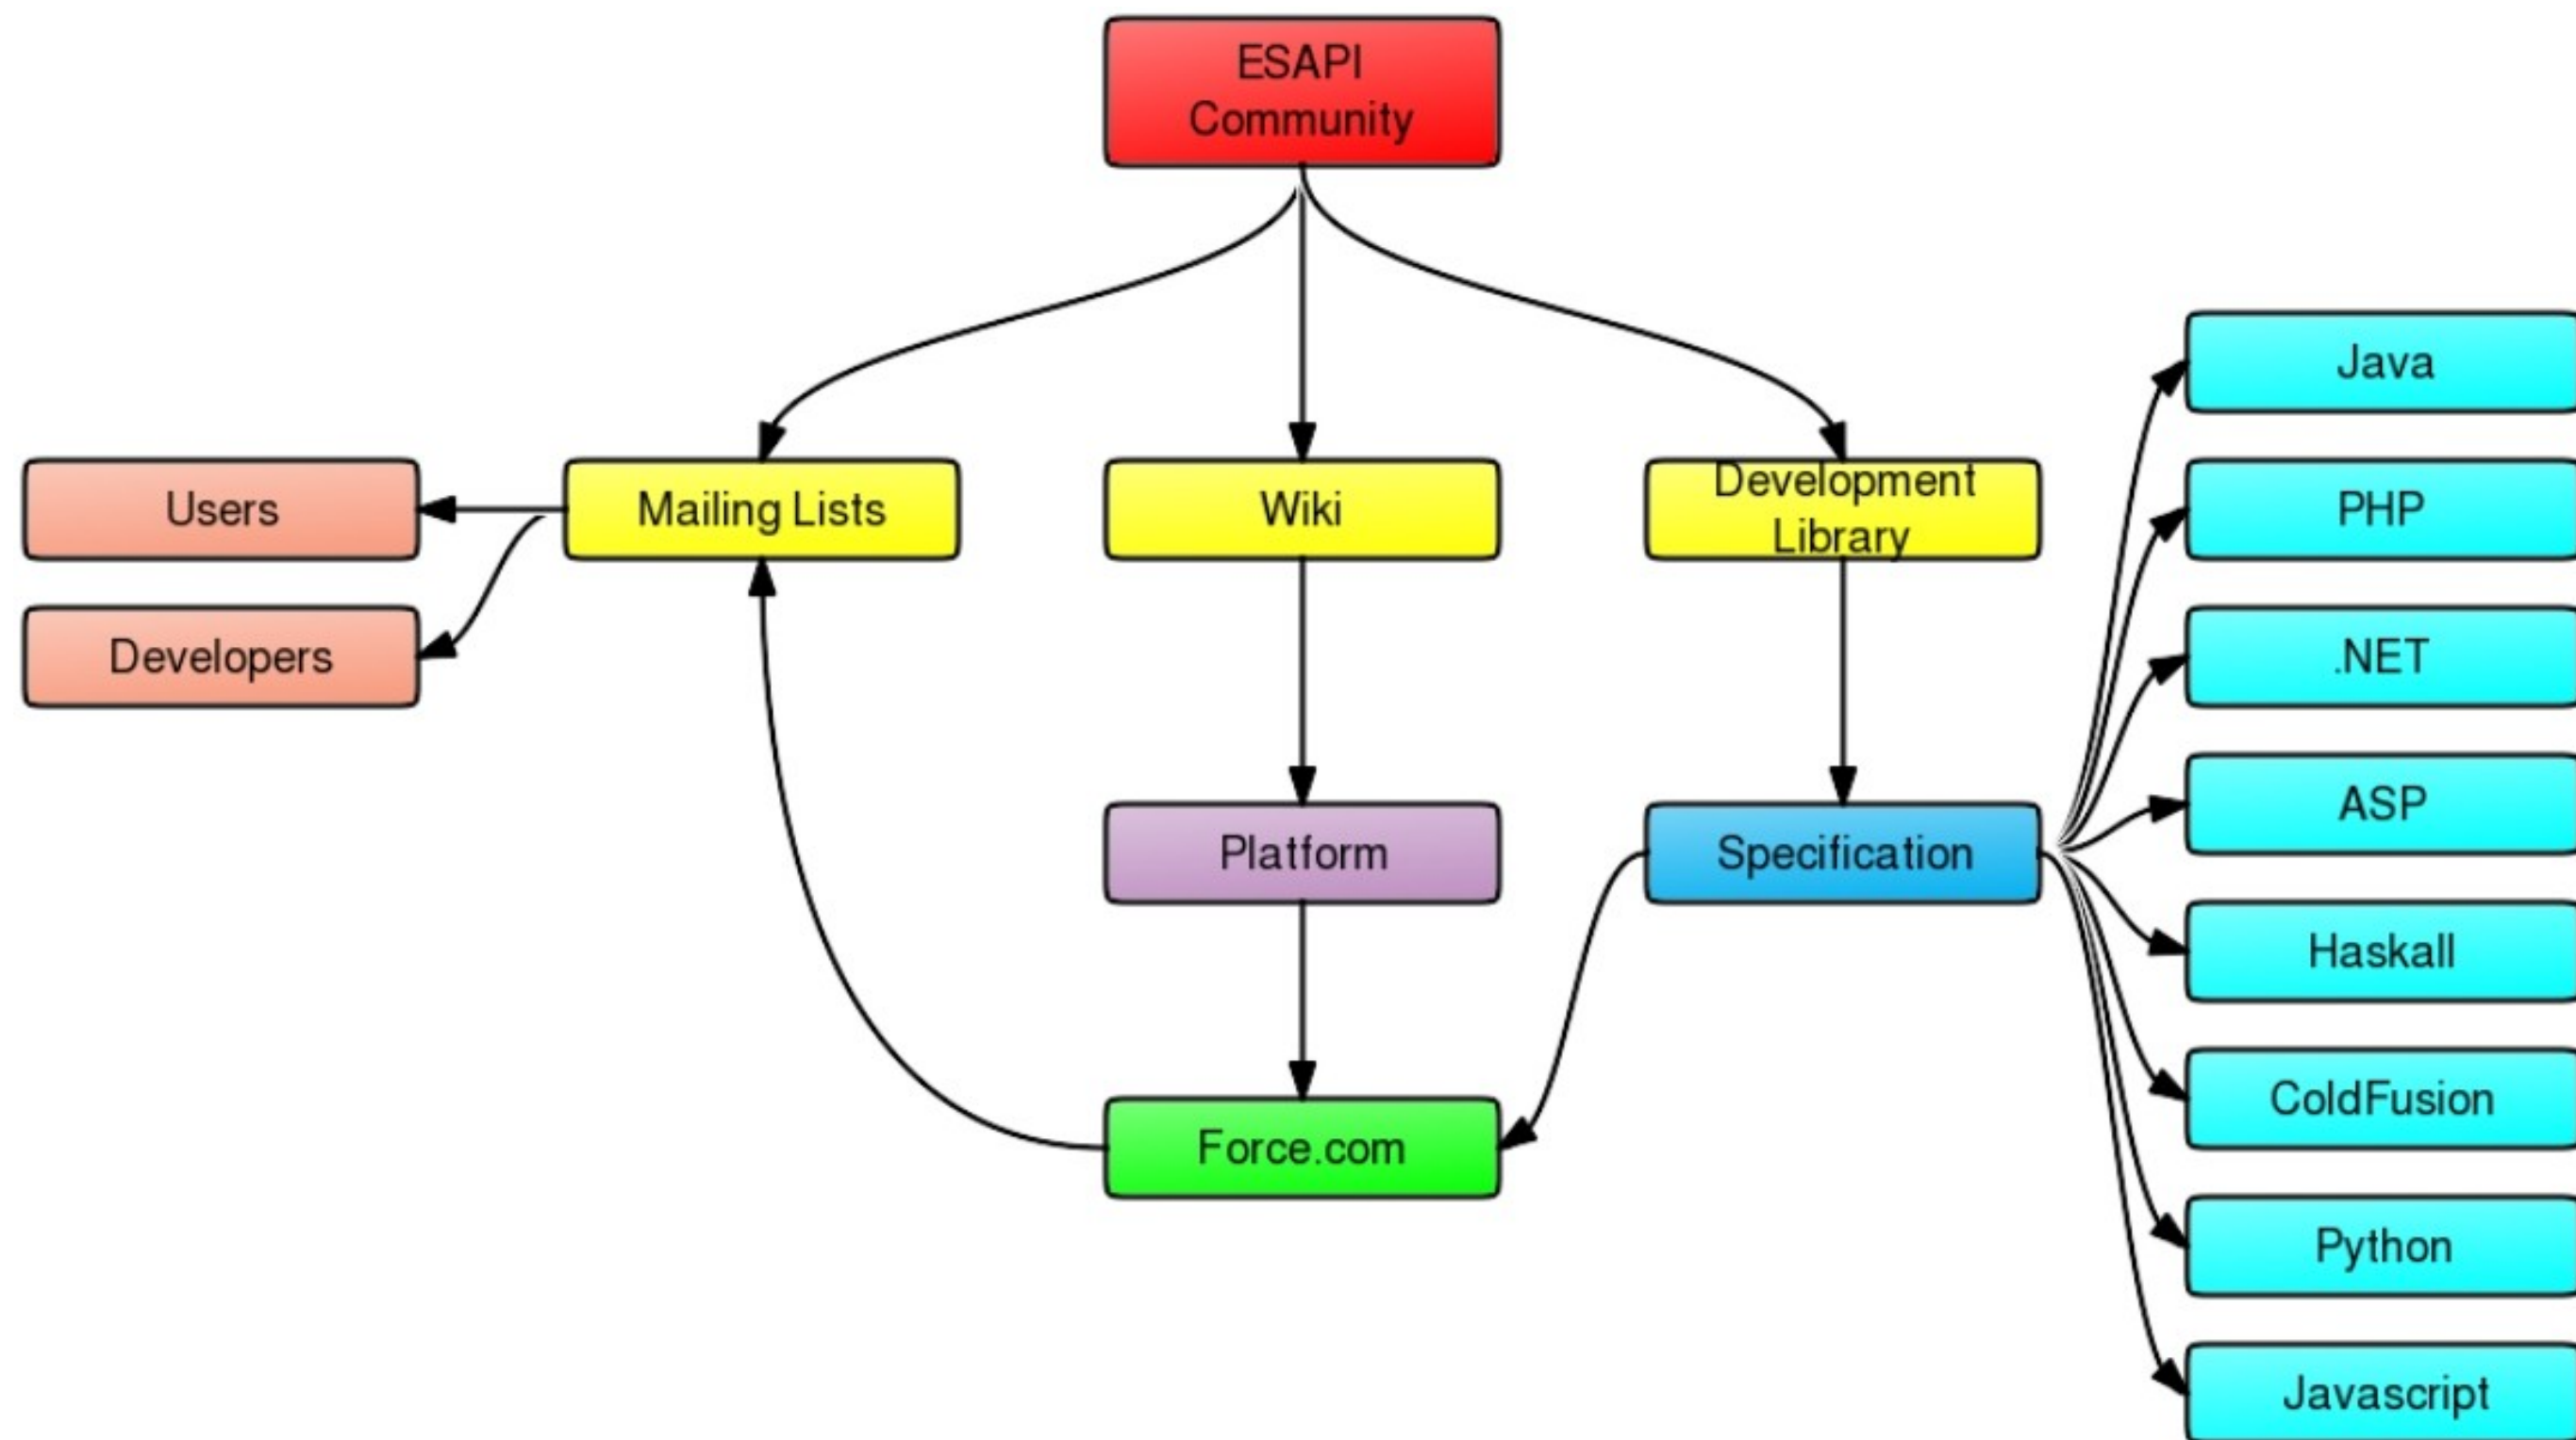 ESAPI
Community
Users
Mailing Lists
Wiki
Development
Library
Developers
Platform
Specification
Force.com
Java
PHP
.NET
ASP
Haskall
ColdFusion
Python
Javascript